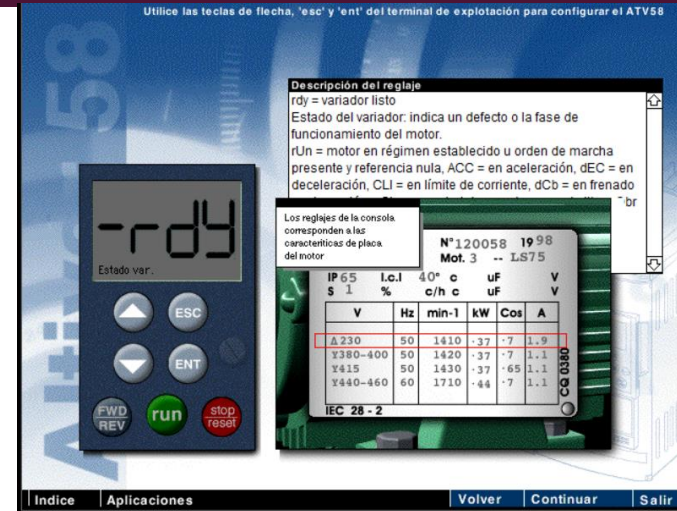 Utilice las teclas de flecha, 'esc' y 'ent' del terminal de explotación para configurar el ATV58
Altivar 58
Descripción del reglaje
rdy = variador listo
Estado del variador: indica un defecto o la fase de
funcionamiento del motor.
rUn = motor en régimen establecido u orden de marcha
presente y referencia nula, ACC = en aceleración, dEC = en
deceleración, CLI = en límite de corriente, dCb = en frenado
br
-rdY
Estado var.
ESC
ENT
FWD
REV
run
stop
reset
Los reglajes de la consola
corresponden a las
caracteríticas de placa
del motor
N°120058 1998
Mot. 3 -- LS75
IP 65 I.c.I 40° c uF V
S 1 % c/h c uF V
V Hz min-1 kW Cos A
Δ230 50 1410 ·37 ·7 1.9
Y380-400 50 1420 ·37 ·7 1.1
Y415 50 1430 ·37 ·65 1.1
Y440-460 60 1710 ·44 ·7 1.1
CQ 0380
IEC 28 - 2
Indice Aplicaciones Volver Continuar Salir